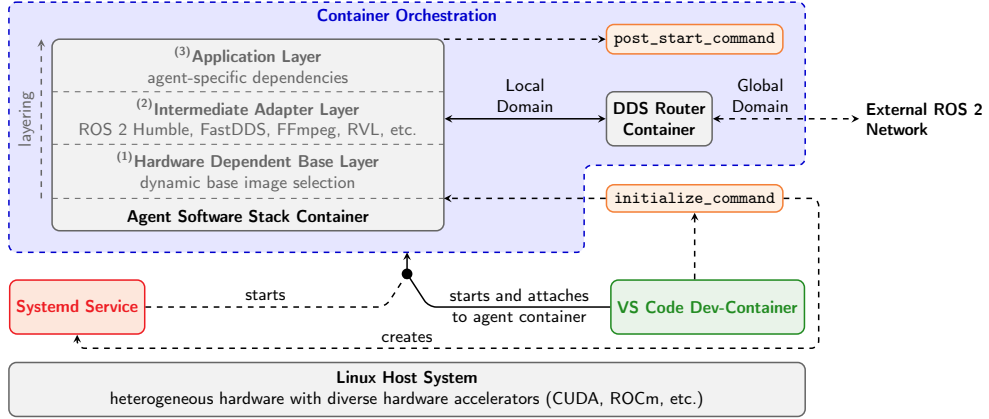 Container Orchestration
layering
(3)Application Layer
agent-specific dependencies
(2)Intermediate Adapter Layer
ROS 2 Humble, FastDDS, FFmpeg, RVL, etc.
(1)Hardware Dependent Base Layer
dynamic base image selection
Agent Software Stack Container
post_start_command
Local
Domain
DDS Router
Container
Global
Domain
External ROS 2
Network
initialize_command
Systemd Service
starts
starts and attaches
to agent container
VS Code Dev-Container
creates
Linux Host System
heterogeneous hardware with diverse hardware accelerators (CUDA, ROCm, etc.)